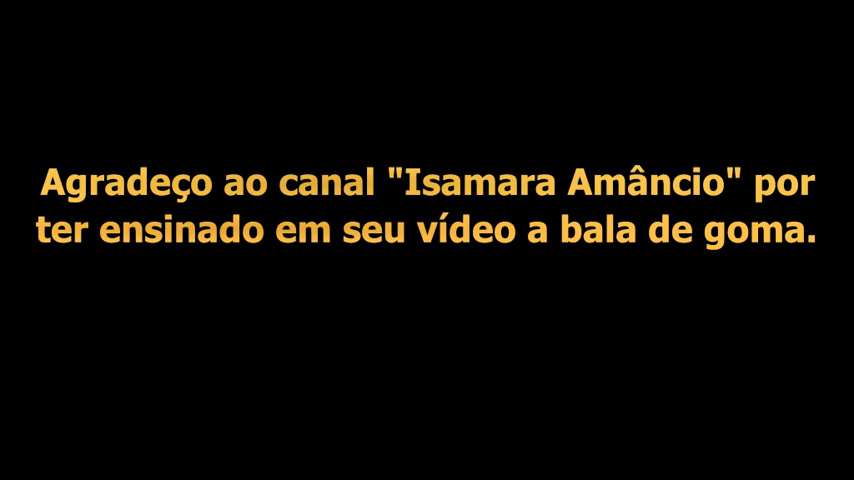 Agradeço ao canal "Isamara Amâncio" por
ter ensinado em seu vídeo a bala de goma.